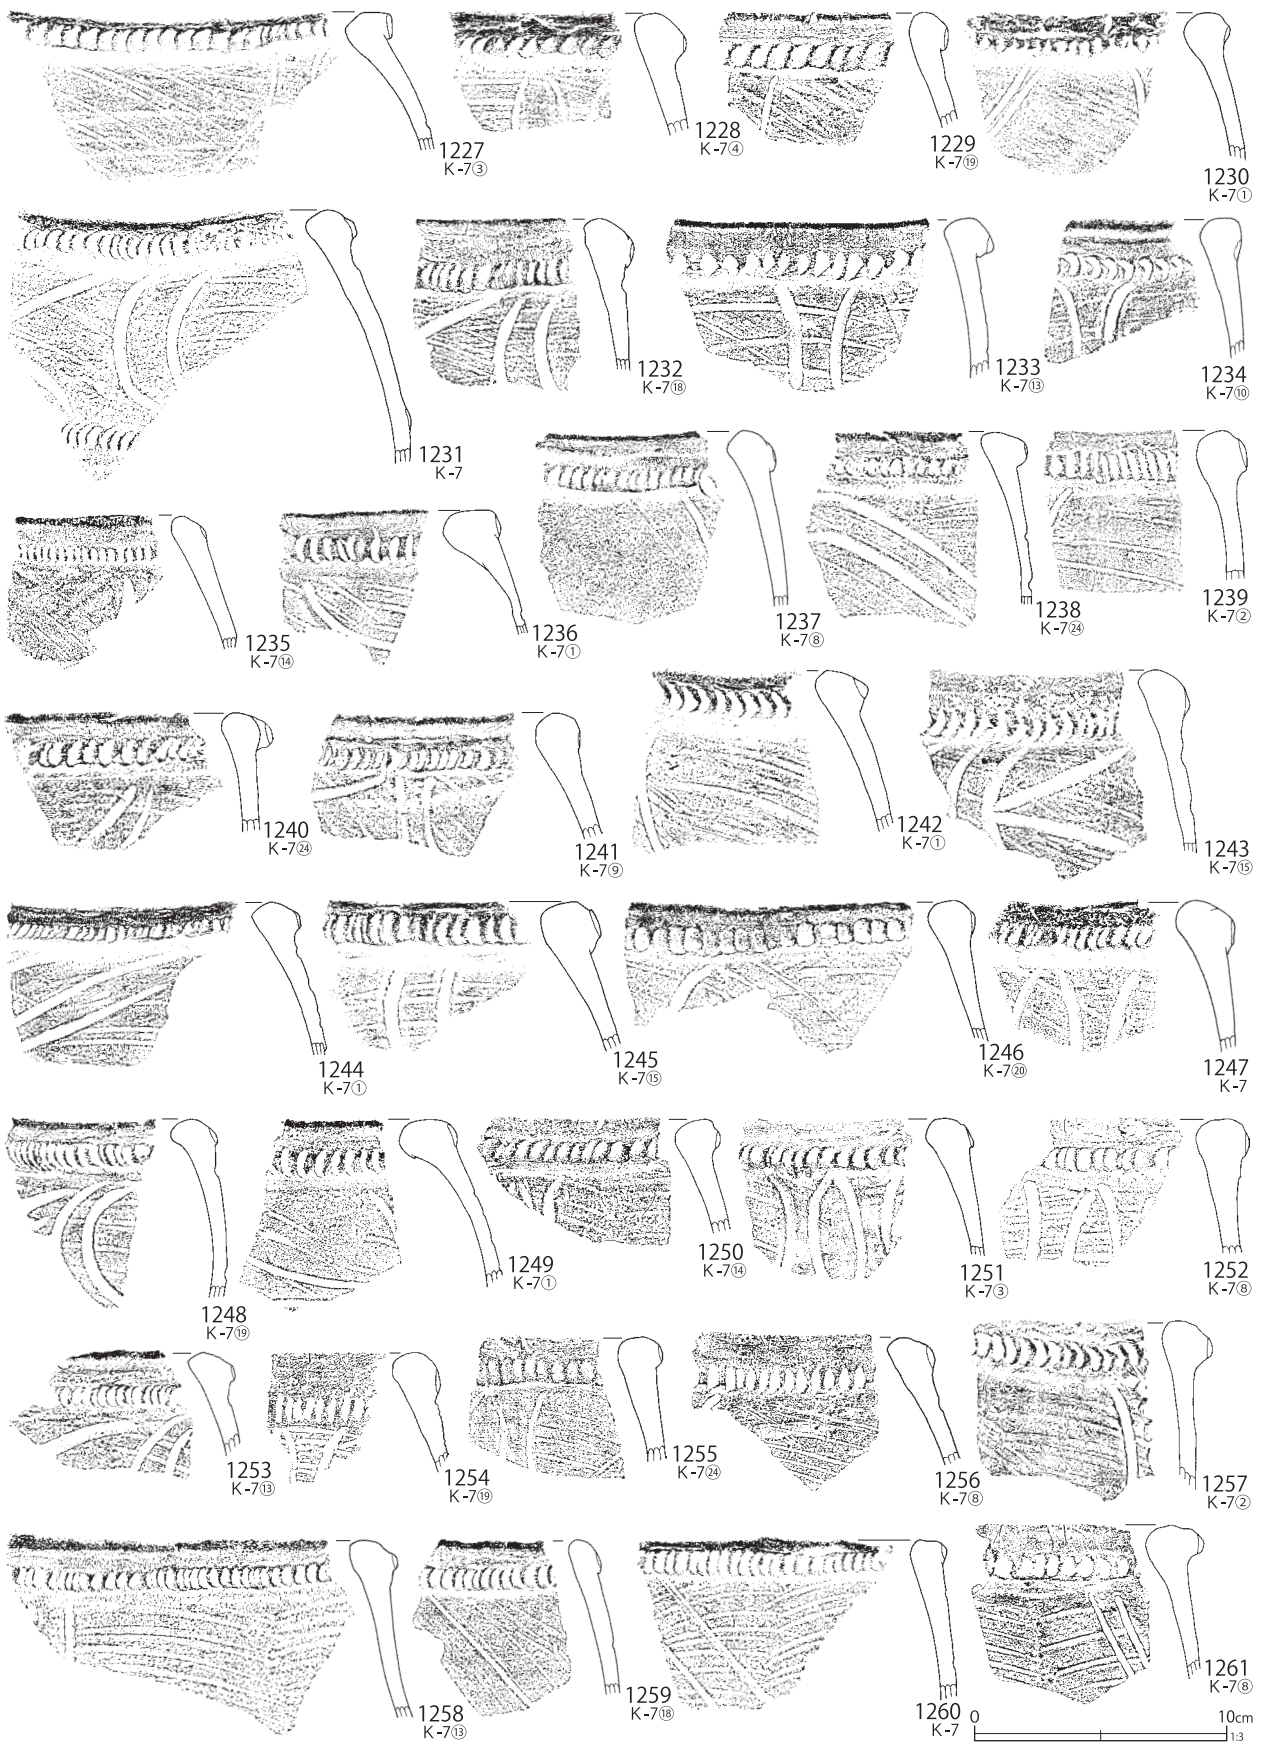 1227
K-7③
1228
K-7④
1229
K-7⑲
1230
K-7①
1231
K-7
1232
K-7⑱
1233
K-7⑬
1234
K-7⑩
1235
K-7⑭
1236
K-7①
1237
K-7⑧
1238
K-7㉔
1239
K-7②
1240
K-7㉔
1241
K-7⑨
1242
K-7①
1243
K-7⑮
1244
K-7①
1245
K-7⑮
1246
K-7⑳
1247
K-7
1248
K-7⑲
1249
K-7①
1250
K-7⑭
1251
K-7③
1252
K-7⑧
1253
K-7⑬
1254
K-7⑲
1255
K-7㉔
1256
K-7⑧
1257
K-7②
1258
K-7⑬
1259
K-7⑱
1260
K-7
1261
K-7⑧
0 10cm
1:3